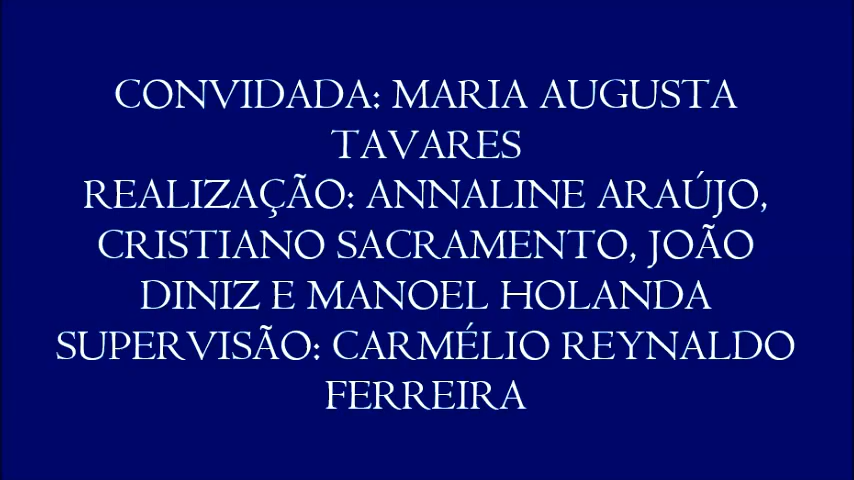 CONVIDADA: MARIA AUGUSTA
TAVARES
REALIZAÇÃO: ANNALINE ARAÚJO,
CRISTIANO SACRAMENTO, JOÃO
DINIZ E MANOEL HOLANDA
SUPERVISÃO: CARMÉLIO REYNALDO
FERREIRA